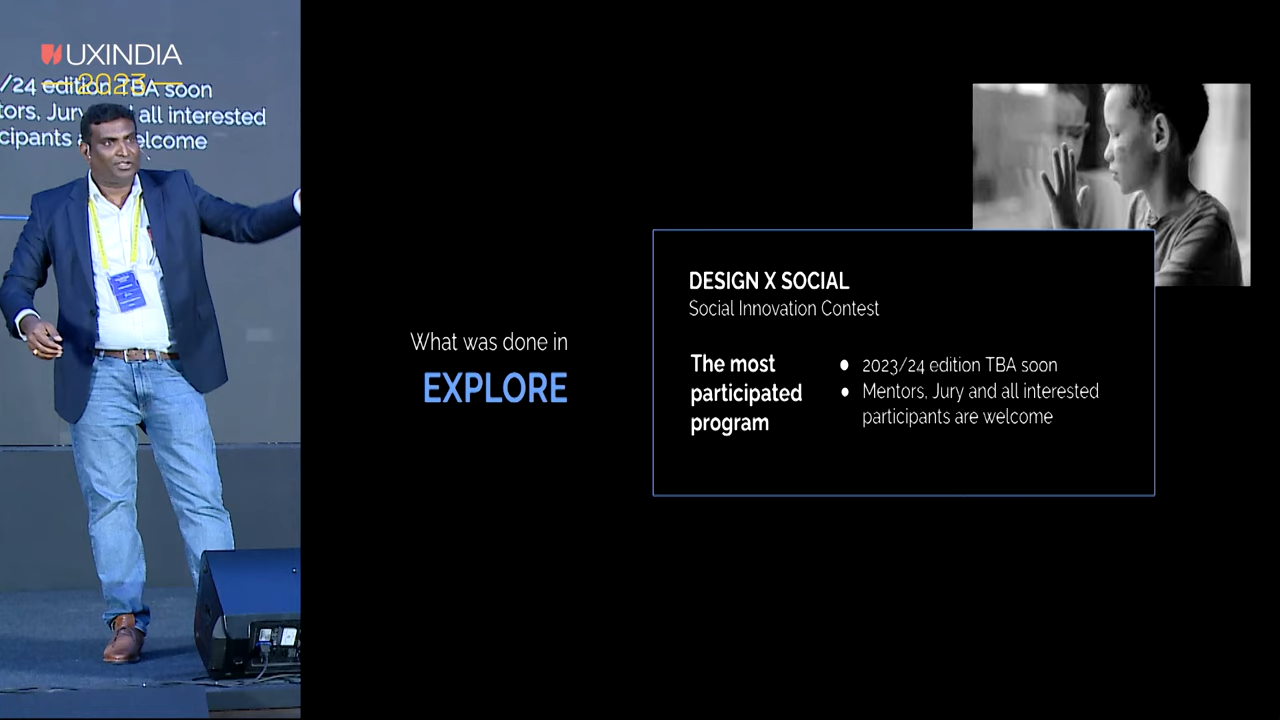 UXINDIA
2023
/24 edition TBA soon
tors, Jury and all interested
cipants a elcome
What was done in
EXPLORE
DESIGN X SOCIAL
Social Innovation Contest
The most
participated
program
● 2023/24 edition TBA soon
● Mentors, Jury and all interested
participants are welcome